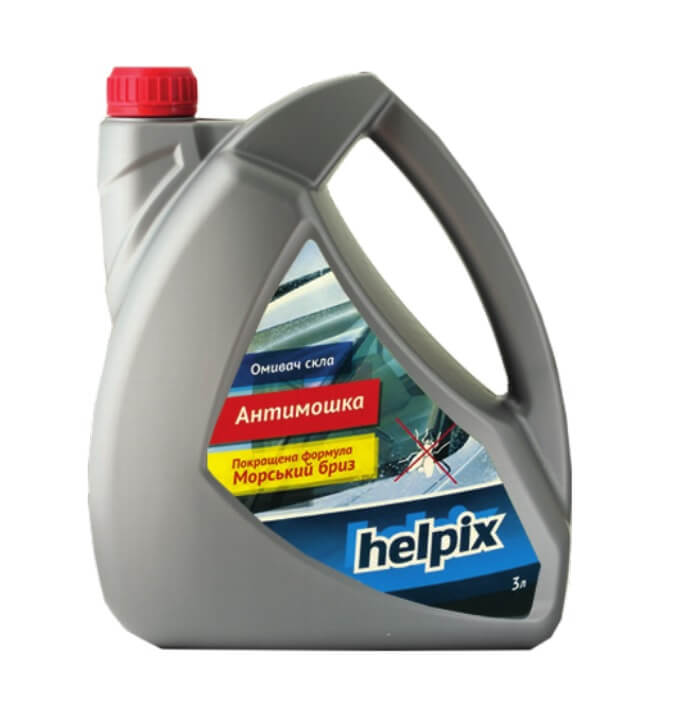 Омивач скла
Антимошка
Покращена формула
Морський бриз
helpix
3л